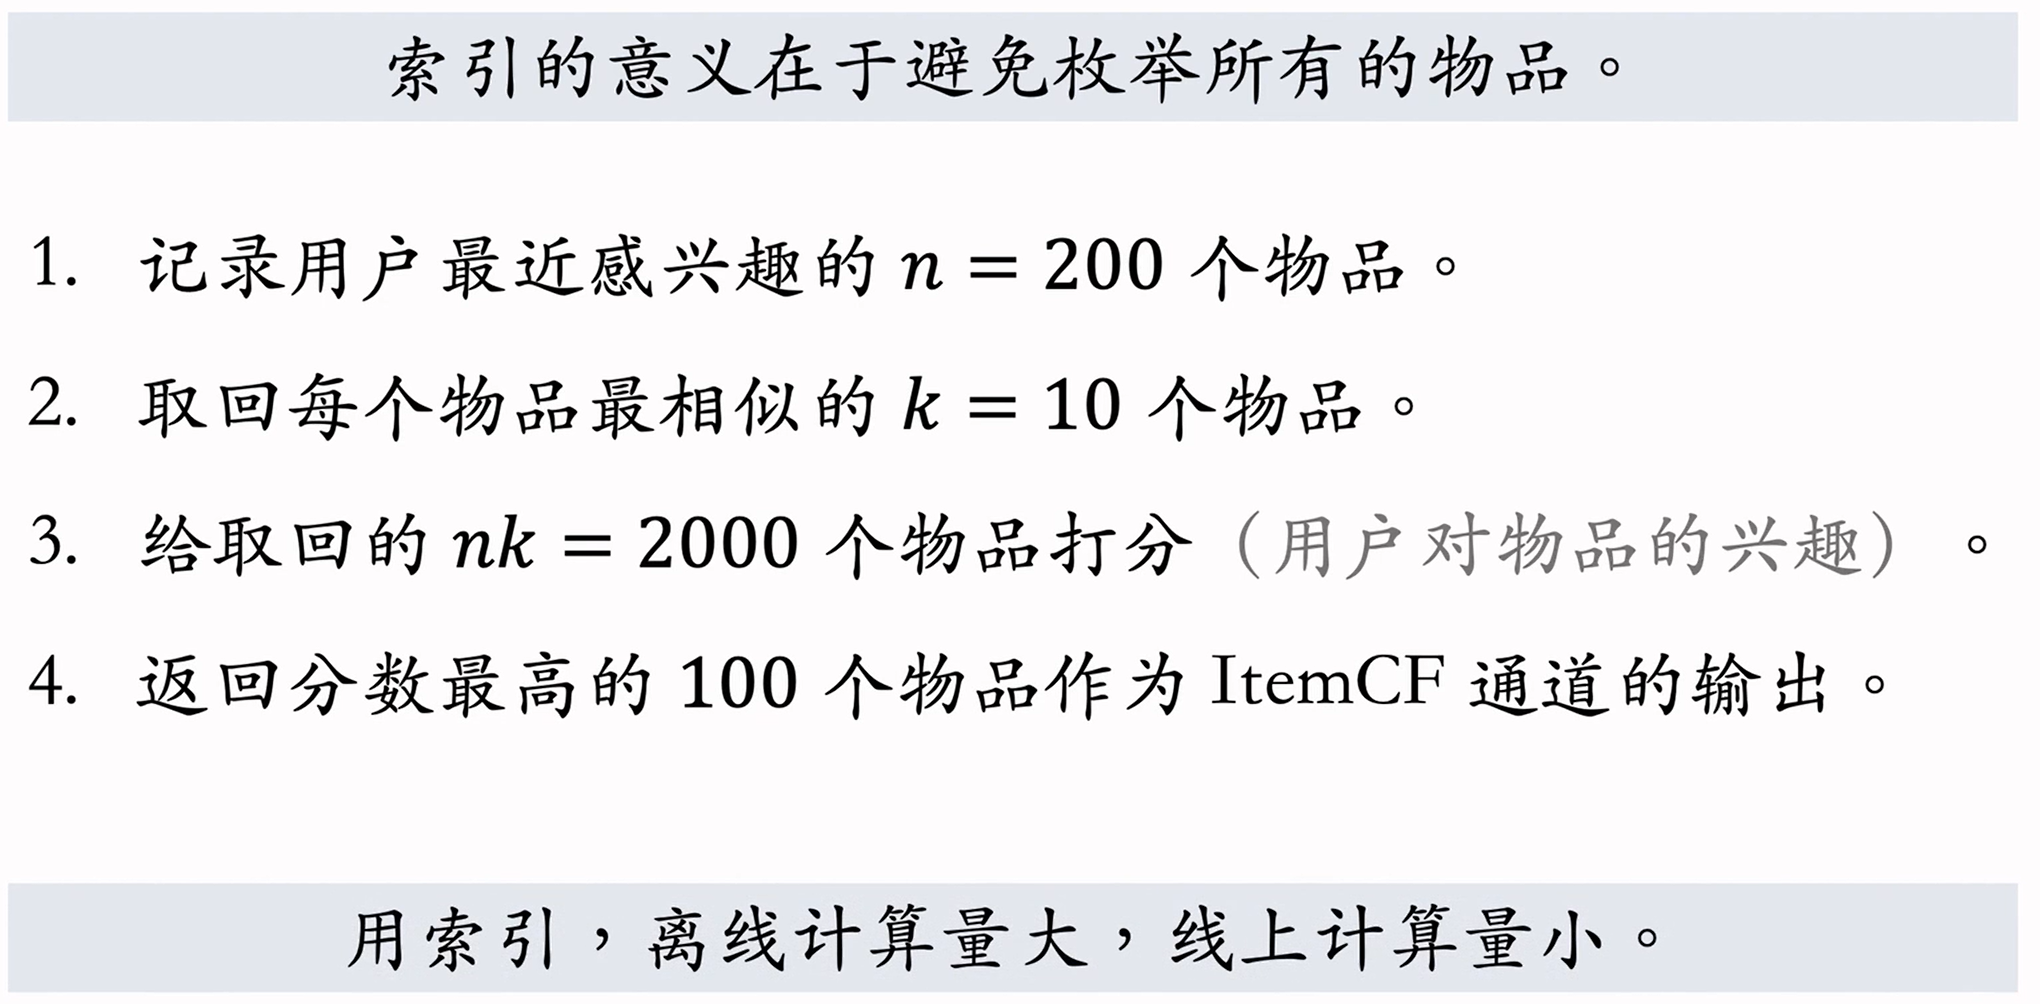 索引的意义在于避免枚举所有的物品。
1. 记录用户最近感兴趣的 n = 200 个物品。
2. 取回每个物品最相似的 k = 10 个物品。
3. 给取回的 nk = 2000 个物品打分（用户对物品的兴趣）。
4. 返回分数最高的 100 个物品作为 ItemCF 通道的输出。
用索引，离线计算量大，线上计算量小。